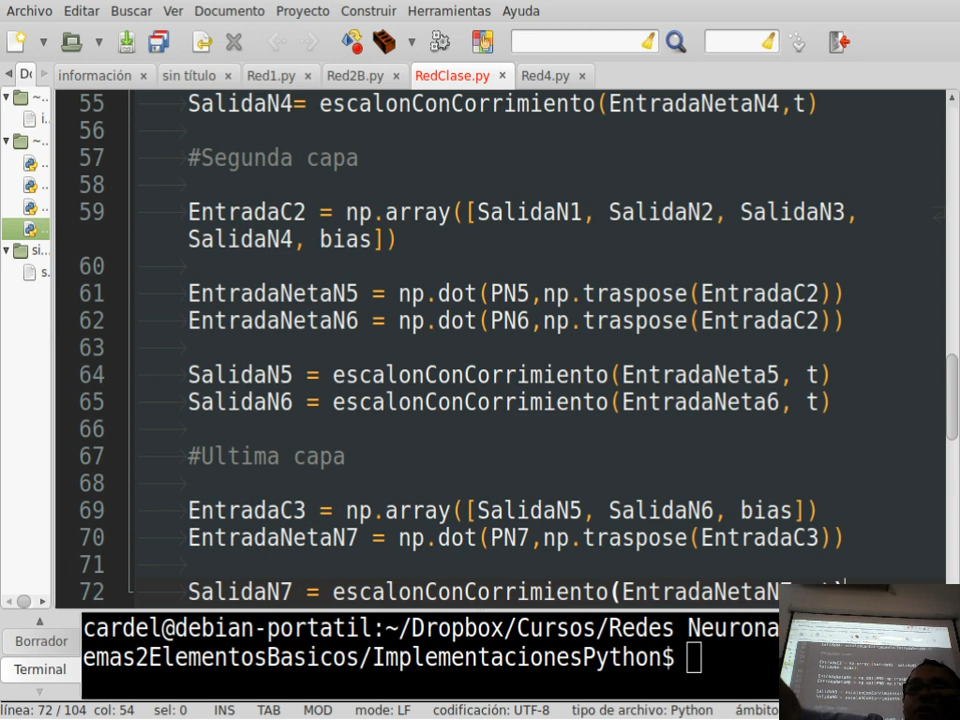 Archivo Editar Buscar Ver Documento Proyecto Construir Herramientas Ayuda
Do información sin título Red1.py Red2B.py RedClase.py Red4.py
55 SalidaN4= escalonConCorrimiento(EntradaNetaN4,t)
56
57 #Segunda capa
58
59 EntradaC2 = np.array([SalidaN1, SalidaN2, SalidaN3,
SalidaN4, bias])
60
61 EntradaNetaN5 = np.dot(PN5,np.traspose(EntradaC2))
62 EntradaNetaN6 = np.dot(PN6,np.traspose(EntradaC2))
63
64 SalidaN5 = escalonConCorrimiento(EntradaNeta5, t)
65 SalidaN6 = escalonConCorrimiento(EntradaNeta6, t)
66
67 #Ultima capa
68
69 EntradaC3 = np.array([SalidaN5, SalidaN6, bias])
70 EntradaNetaN7 = np.dot(PN7,np.traspose(EntradaC3))
71
72 SalidaN7 = escalonConCorrimiento(EntradaNetaN7
Borrador
Terminal
cardel@debian-portatil:~/Dropbox/Cursos/Redes Neurona
emas2ElementosBasicos/ImplementacionesPython$
línea: 72 / 104 col: 54 sel: 0 INS TAB MOD mode: LF codificación: UTF-8 tipo de archivo: Python ámbito